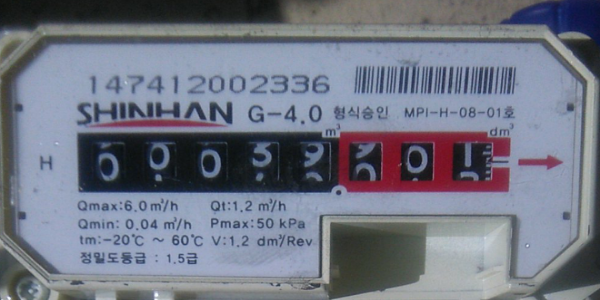 147412002336
SHINHAN G-4.0 형식승인 MPI-H-08-01호
m³ dm³
H
Qmax:6.0㎥/h Qt:1.2 m³/h
Qmin: 0.04 m³/h Pmax:50 kPa
tm:-20℃ ~ 60℃ V:1.2 dm³/Rev
정밀도등급 : 1.5급